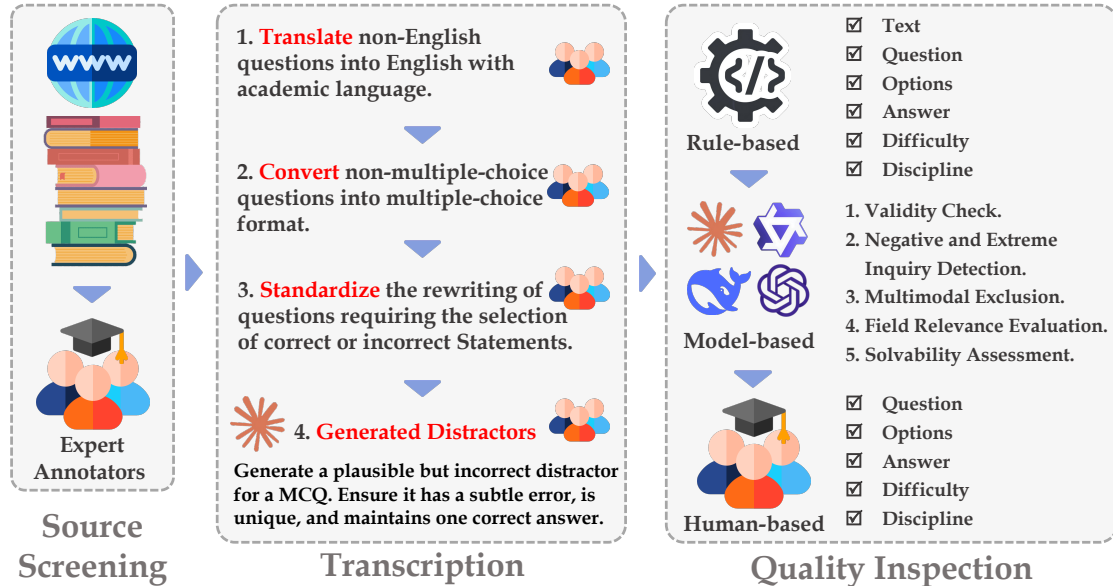 WWW
Expert
Annotators
Source
Screening
1. Translate non-English
questions into English with
academic language.
2. Convert non-multiple-choice
questions into multiple-choice
format.
3. Standardize the rewriting of
questions requiring the selection
of correct or incorrect Statements.
4. Generated Distractors
Generate a plausible but incorrect distractor
for a MCQ. Ensure it has a subtle error, is
unique, and maintains one correct answer.
Transcription
</>
Rule-based
☑ Text
☑ Question
☑ Options
☑ Answer
☑ Difficulty
☑ Discipline
Model-based
1. Validity Check.
2. Negative and Extreme
Inquiry Detection.
3. Multimodal Exclusion.
4. Field Relevance Evaluation.
5. Solvability Assessment.
Human-based
☑ Question
☑ Options
☑ Answer
☑ Difficulty
☑ Discipline
Quality Inspection